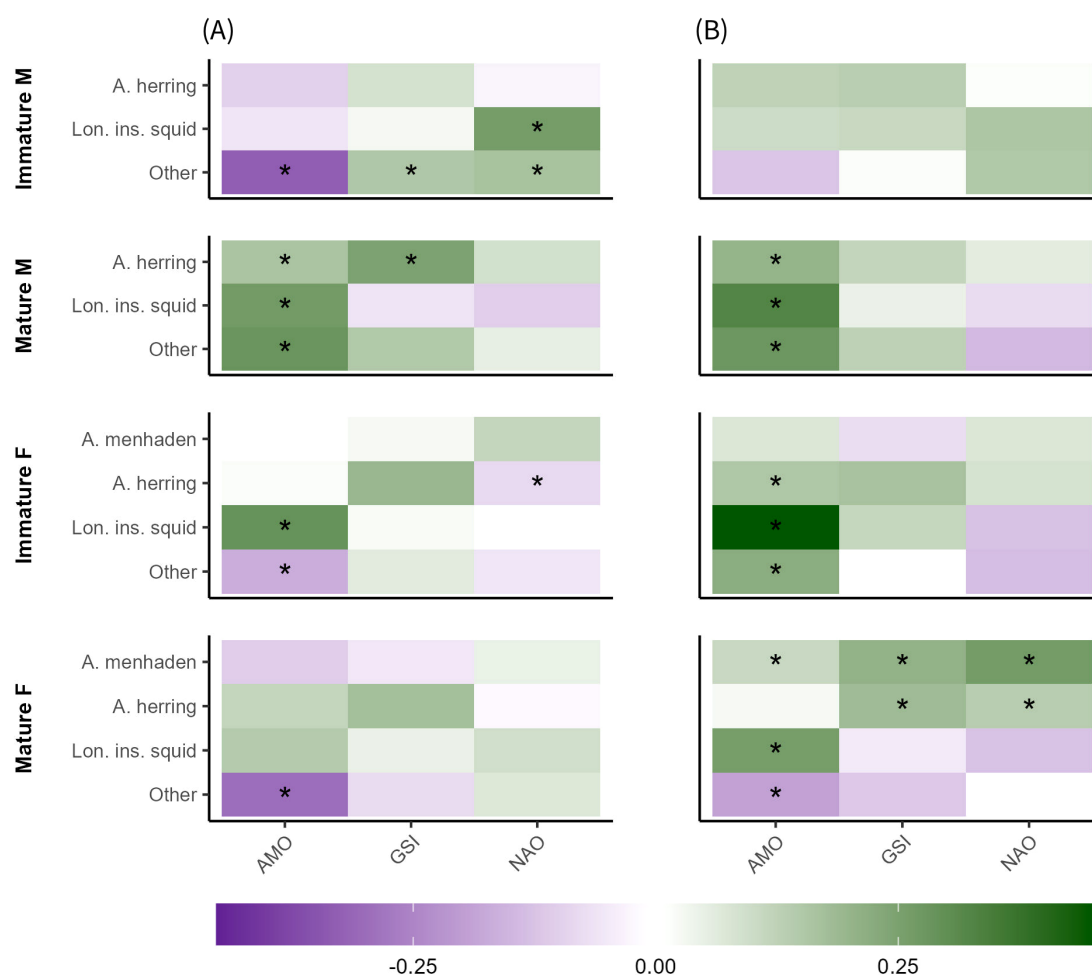 (A) (B)
Immature M
A. herring
Lon. ins. squid
*
Other
* * *
Mature M
A. herring
* * *
Lon. ins. squid
* *
Other
* *
Immature F
A. menhaden
A. herring
* *
Lon. ins. squid
* *
Other
* *
Mature F
A. menhaden
* * *
A. herring
* *
Lon. ins. squid
*
Other
* *
AMO GSI NAO AMO GSI NAO
-0.25 0.00 0.25